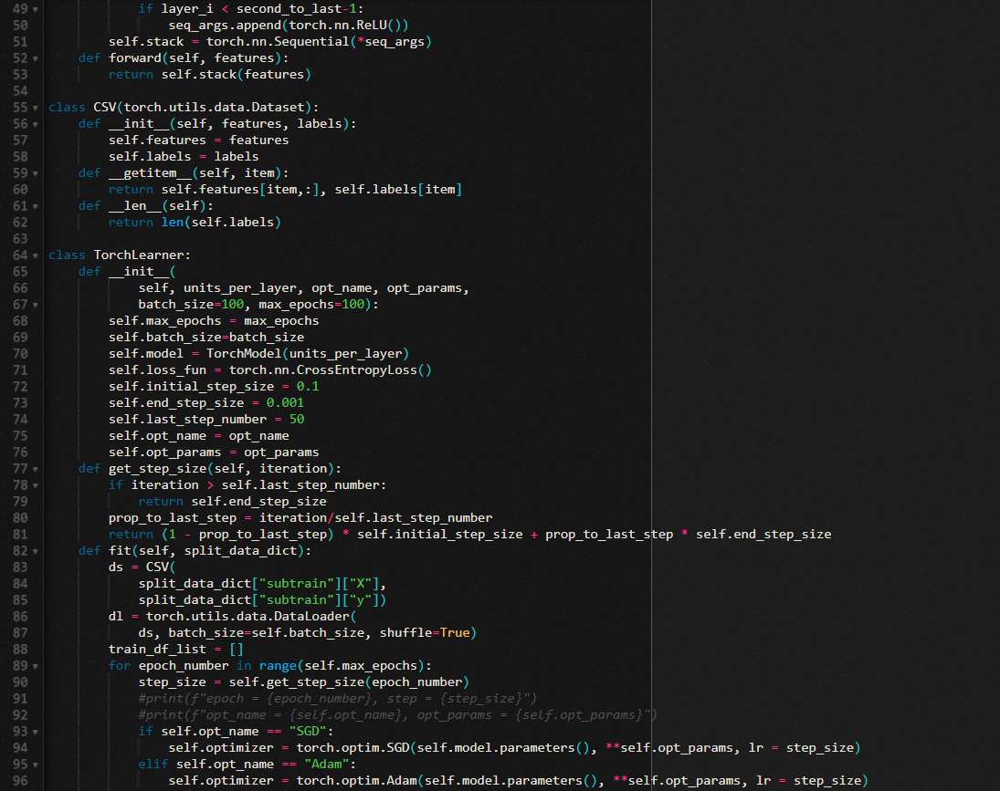 49 if layer_i < second_to_last-1:
50 seq_args.append(torch.nn.ReLU())
51 self.stack = torch.nn.Sequential(*seq_args)
52 def forward(self, features):
53 return self.stack(features)
54
55 class CSV(torch.utils.data.Dataset):
56 def __init__(self, features, labels):
57 self.features = features
58 self.labels = labels
59 def __getitem__(self, item):
60 return self.features[item,:], self.labels[item]
61 def __len__(self):
62 return len(self.labels)
63
64 class TorchLearner:
65 def __init__(
66 self, units_per_layer, opt_name, opt_params,
67 batch_size=100, max_epochs=100):
68 self.max_epochs = max_epochs
69 self.batch_size=batch_size
70 self.model = TorchModel(units_per_layer)
71 self.loss_fun = torch.nn.CrossEntropyLoss()
72 self.initial_step_size = 0.1
73 self.end_step_size = 0.001
74 self.last_step_number = 50
75 self.opt_name = opt_name
76 self.opt_params = opt_params
77 def get_step_size(self, iteration):
78 if iteration > self.last_step_number:
79 return self.end_step_size
80 prop_to_last_step = iteration/self.last_step_number
81 return (1 - prop_to_last_step) * self.initial_step_size + prop_to_last_step * self.end_step_size
82 def fit(self, split_data_dict):
83 ds = CSV(
84 split_data_dict["subtrain"]["X"],
85 split_data_dict["subtrain"]["y"])
86 dl = torch.utils.data.DataLoader(
87 ds, batch_size=self.batch_size, shuffle=True)
88 train_df_list = []
89 for epoch_number in range(self.max_epochs):
90 step_size = self.get_step_size(epoch_number)
91 #print(f"epoch = {epoch_number}, step = {step_size}")
92 #print(f"opt_name = {self.opt_name}, opt_params = {self.opt_params}")
93 if self.opt_name == "SGD":
94 self.optimizer = torch.optim.SGD(self.model.parameters(), **self.opt_params, lr = step_size)
95 elif self.opt_name == "Adam":
96 self.optimizer = torch.optim.Adam(self.model.parameters(), **self.opt_params, lr = step_size)